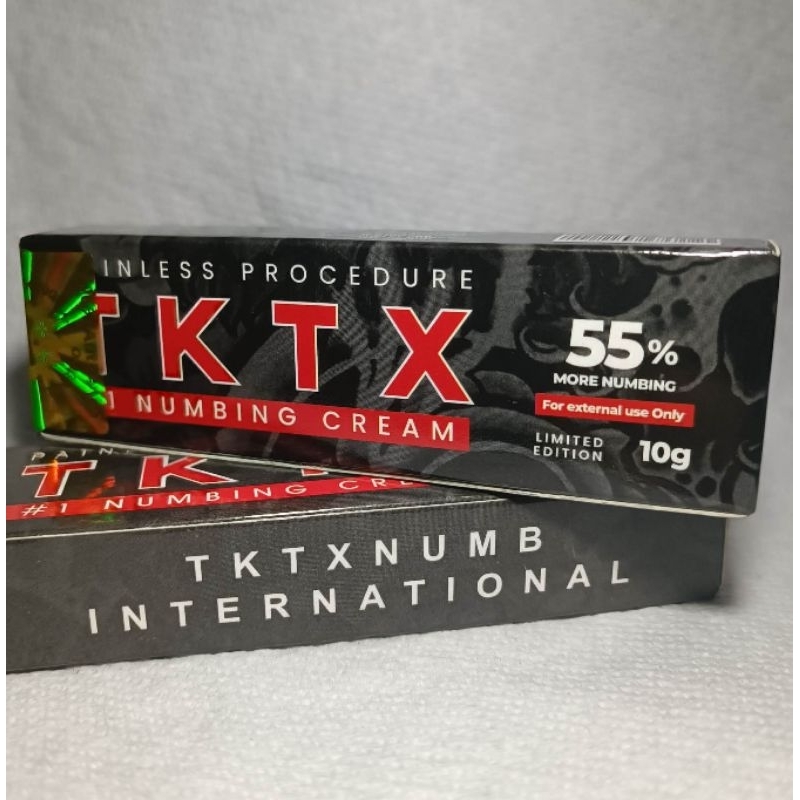 INLESS PROCEDURE
TKTX
1 NUMBING CREAM
55%
MORE NUMBING
For external use Only
LIMITED
EDITION
10g
TKT
#1 NUMBING CRE
TKTXNUMB
INTERNATIONAL